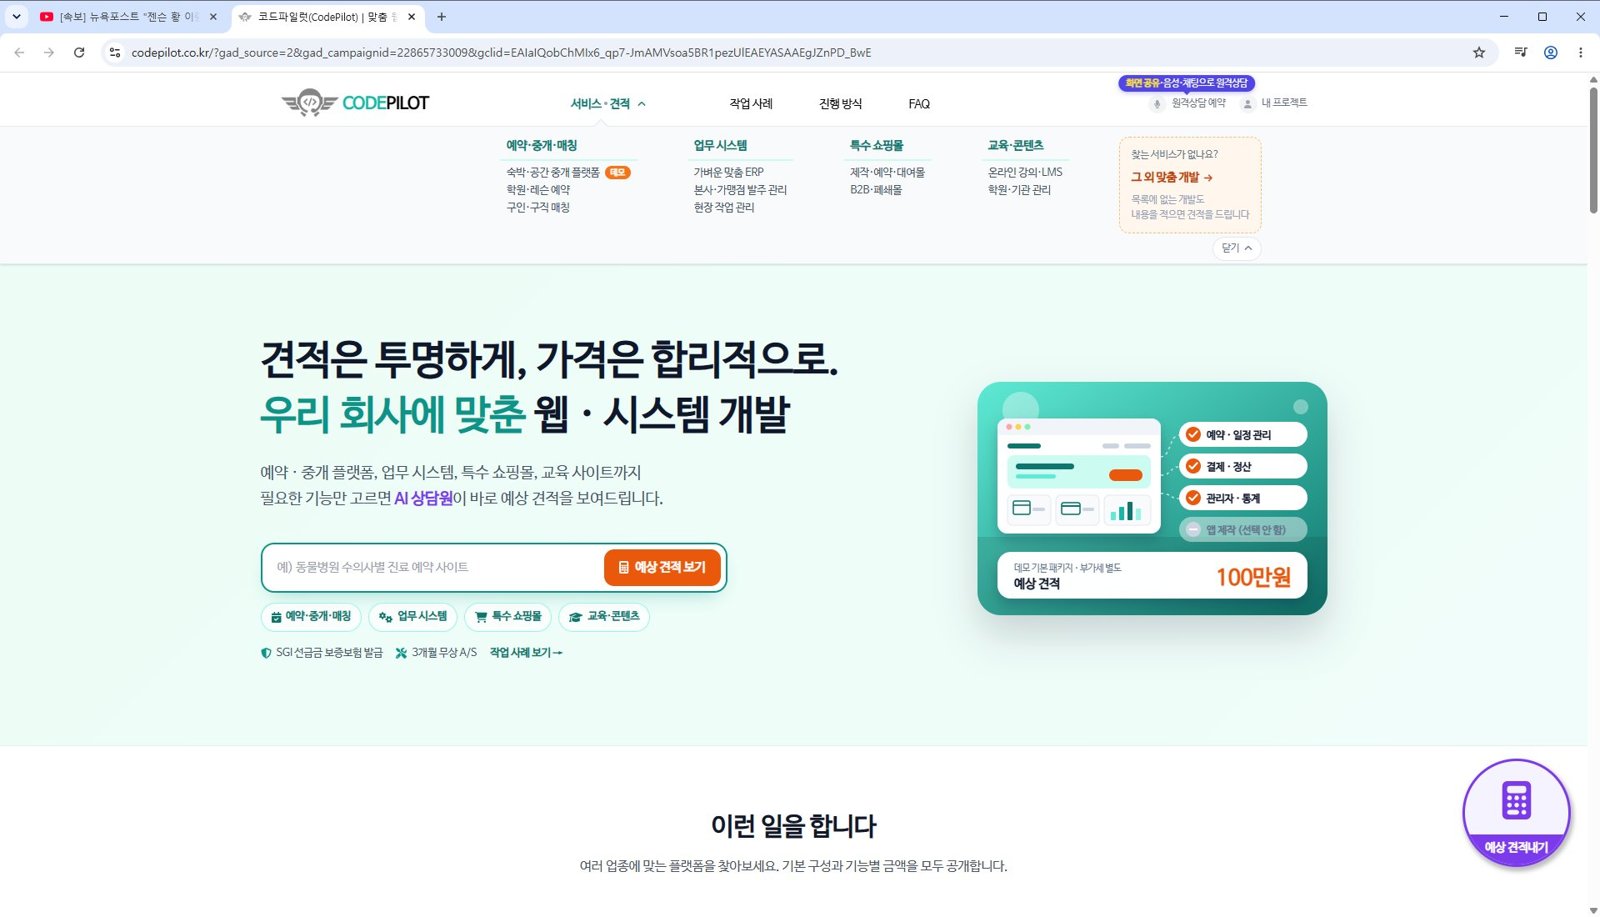 [속보] 뉴욕포스트 "젠슨 황 이
코드파일럿(CodePilot) | 맞춤
codepilot.co.kr/?gad_source=2&gad_campaignid=22865733009&gclid=EAIaIQobChMIx6_qp7-JmAMVsoa5BR1pezUlEAEYASAAEgJZnPD_BwE
화면 공유·음성·채팅으로 원격상담
CODEPILOT
서비스·견적
작업 사례
진행 방식
FAQ
원격상담 예약
내 프로젝트
예약·중개·매칭
숙박·공간 중개 플랫폼 데모
학원·레슨 예약
구인·구직 매칭
업무 시스템
가벼운 맞춤 ERP
본사·가맹점 발주 관리
현장 작업 관리
특수 쇼핑몰
제작·예약·대여몰
B2B·폐쇄몰
교육·콘텐츠
온라인 강의·LMS
학원·기관 관리
찾는 서비스가 없나요?
그 외 맞춤 개발 →
목록에 없는 개발도
내용을 적으면 견적을 드립니다
닫기
견적은 투명하게, 가격은 합리적으로.
우리 회사에 맞춘 웹 · 시스템 개발
예약 · 중개 플랫폼, 업무 시스템, 특수 쇼핑몰, 교육 사이트까지
필요한 기능만 고르면 AI 상담원이 바로 예상 견적을 보여드립니다.
예) 동물병원 수의사별 진료 예약 사이트
예상 견적 보기
예약·중개·매칭
업무 시스템
특수 쇼핑몰
교육·콘텐츠
SGI 선급금 보증보험 발급
3개월 무상 A/S
작업 사례 보기 →
예약 · 일정 관리
결제 · 정산
관리자 · 통계
앱 제작 (선택 안 함)
데모 기본 패키지 · 부가세 별도
예상 견적
100만원
이런 일을 합니다
여러 업종에 맞는 플랫폼을 찾아보세요. 기본 구성과 기능별 금액을 모두 공개합니다.
예상 견적내기